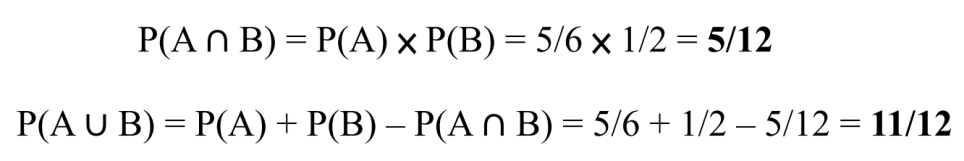 P(A ∩ B) = P(A) × P(B) = 5/6 × 1/2 = 5/12
P(A ∪ B) = P(A) + P(B) – P(A ∩ B) = 5/6 + 1/2 – 5/12 = 11/12